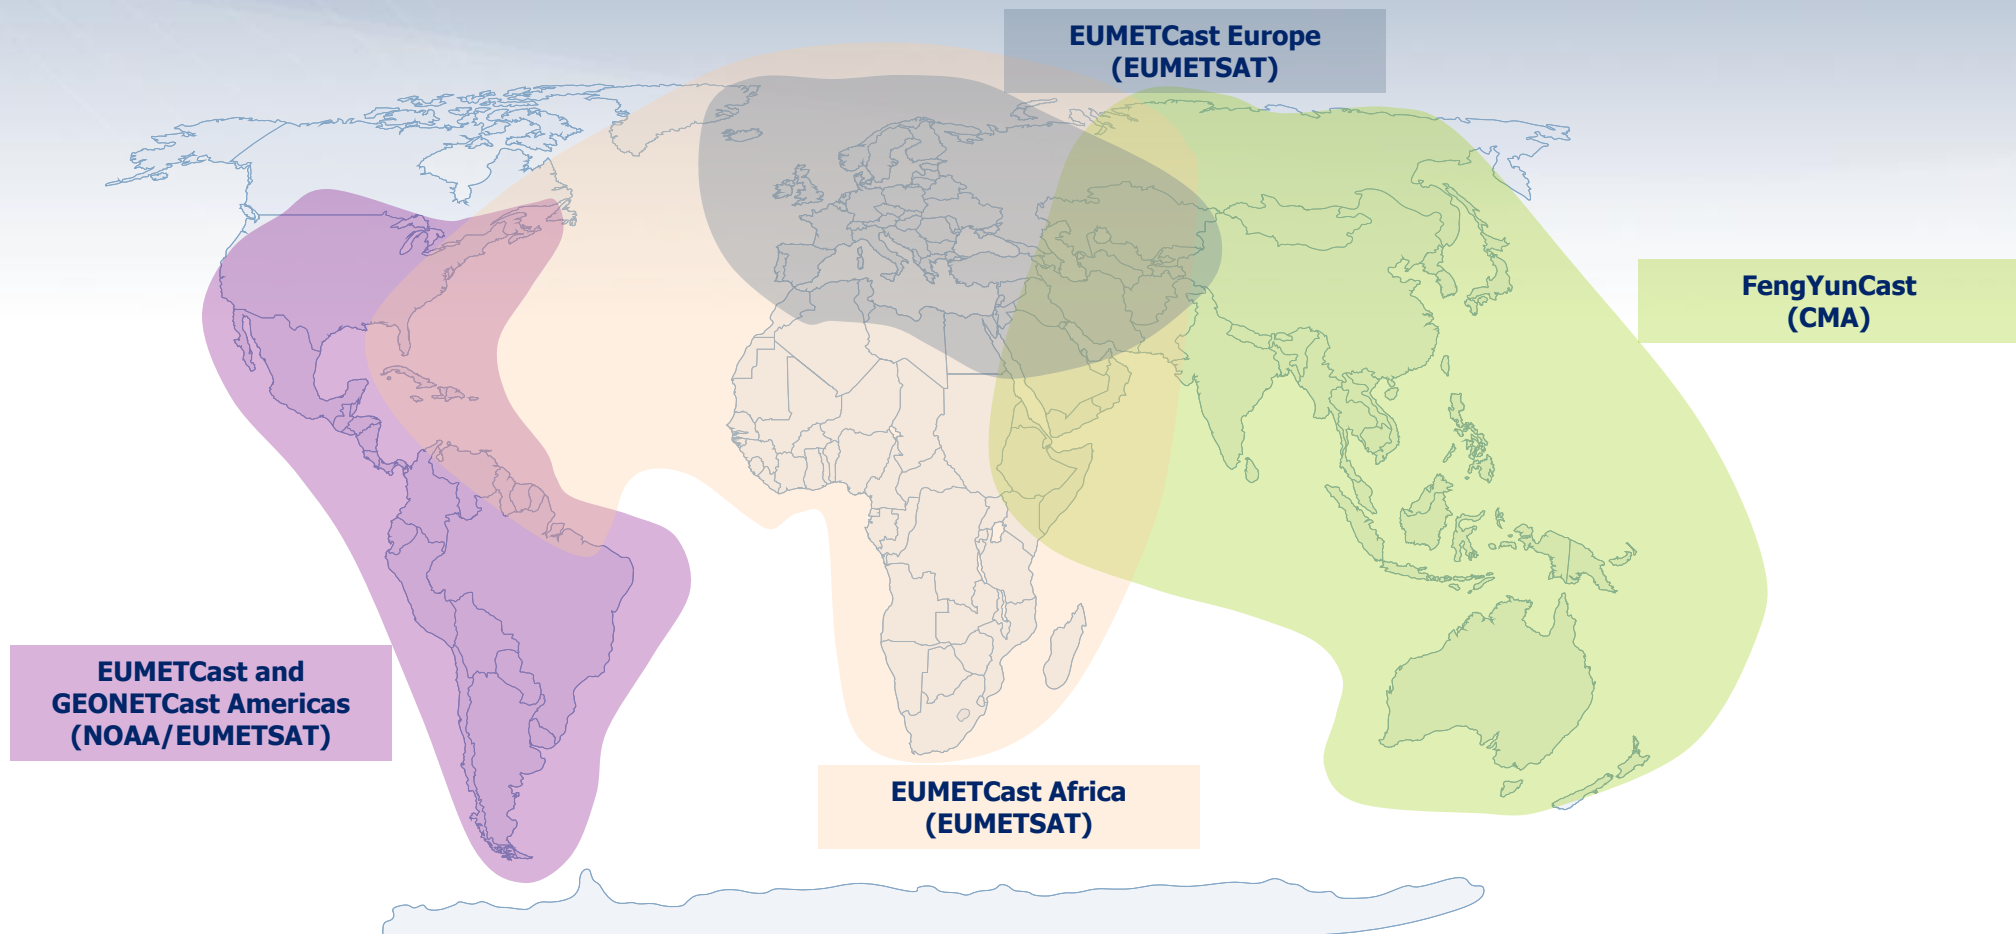 EUMETCast Europe
(EUMETSAT)
FengYunCast
(CMA)
EUMETCast and
GEONETCast Americas
(NOAA/EUMETSAT)
EUMETCast Africa
(EUMETSAT)